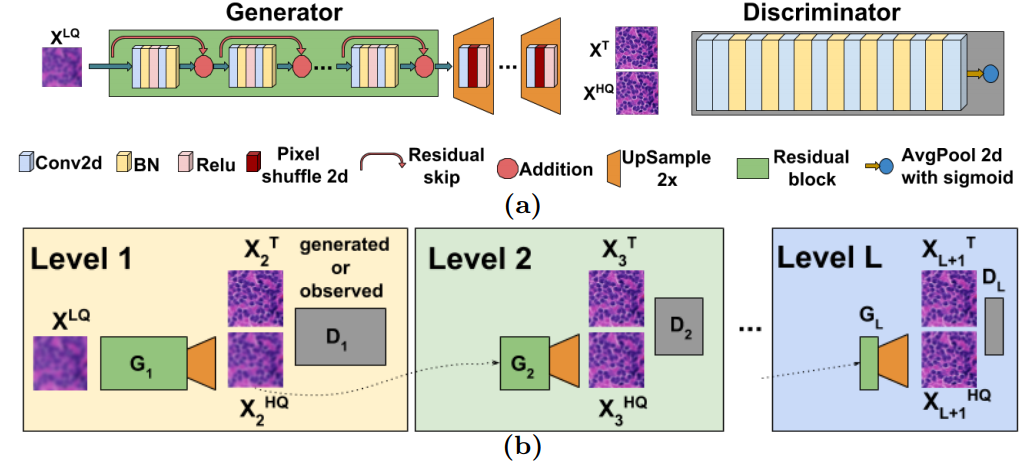 Generator
Discriminator
X^LQ
...
...
X^T
X^HQ
Conv2d
BN
Relu
Pixel
shuffle 2d
Residual
skip
Addition
UpSample
2x
Residual
block
AvgPool 2d
with sigmoid
(a)
Level 1
X_2^T
generated
or
observed
X^LQ
G_1
D_1
X_2^HQ
Level 2
X_3^T
G_2
D_2
X_3^HQ
...
Level L
X_L+1^T
D_L
G_L
X_L+1^HQ
(b)